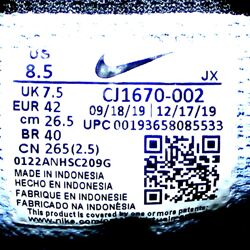 US
8.5
JX
UK 7.5
CJ1670-002
EUR 42
09/18/19 12/17/19
cm 26.5
UPC 00193658085533
BR 40
CN 265(2.5)
0122ANHSC209G
MADE IN INDONESIA
HECHO EN INDONESIA
FABRIQUE EN INDONESIE
FABRICADO NA INDONÉSIA